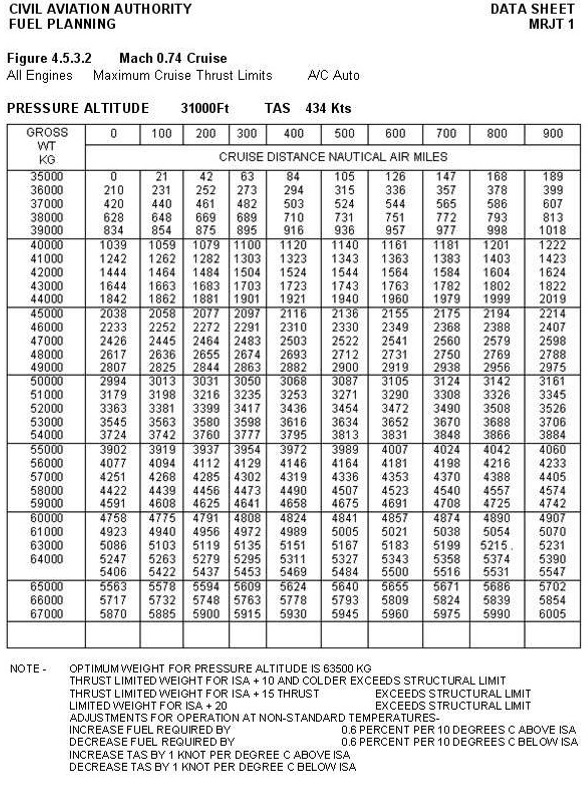 CIVIL AVIATION AUTHORITY DATA SHEET
FUEL PLANNING MRJT 1
Figure 4.5.3.2 Mach 0.74 Cruise
All Engines Maximum Cruise Thrust Limits A/C Auto
PRESSURE ALTITUDE 31000Ft TAS 434 Kts
GROSS WT KG 0 100 200 300 400 500 600 700 800 900
CRUISE DISTANCE NAUTICAL AIR MILES
35000 0 21 42 63 84 105 126 147 168 189
36000 210 231 252 273 294 315 336 357 378 399
37000 420 440 461 482 503 524 544 565 586 607
38000 628 648 669 689 710 731 751 772 793 813
39000 834 854 875 895 916 936 957 977 998 1018
40000 1039 1059 1079 1100 1120 1140 1161 1181 1201 1222
41000 1242 1262 1282 1303 1323 1343 1363 1383 1403 1423
42000 1444 1464 1484 1504 1524 1544 1564 1584 1604 1624
43000 1644 1663 1683 1703 1723 1743 1763 1782 1802 1822
44000 1842 1862 1881 1901 1921 1940 1960 1979 1999 2019
45000 2038 2058 2077 2097 2116 2136 2155 2175 2194 2214
46000 2233 2252 2272 2291 2310 2330 2349 2368 2388 2407
47000 2426 2445 2464 2483 2503 2522 2541 2560 2579 2598
48000 2617 2636 2655 2674 2693 2712 2731 2750 2769 2788
49000 2807 2825 2844 2863 2882 2900 2919 2938 2956 2975
50000 2994 3013 3031 3050 3068 3087 3105 3124 3142 3161
51000 3179 3198 3216 3235 3253 3271 3290 3308 3326 3345
52000 3363 3381 3399 3417 3436 3454 3472 3490 3508 3526
53000 3545 3563 3580 3598 3616 3634 3652 3670 3688 3706
54000 3724 3742 3760 3777 3795 3813 3831 3848 3866 3884
55000 3902 3919 3937 3954 3972 3989 4007 4024 4042 4060
56000 4077 4094 4112 4129 4146 4164 4181 4198 4216 4233
57000 4251 4268 4285 4302 4319 4336 4353 4370 4388 4405
58000 4422 4439 4456 4473 4490 4507 4523 4540 4557 4574
59000 4591 4608 4625 4641 4658 4675 4691 4708 4725 4742
60000 4758 4775 4791 4808 4824 4841 4857 4874 4890 4907
61000 4923 4940 4956 4972 4989 5005 5021 5038 5054 5070
63000 5086 5103 5119 5135 5151 5167 5183 5199 5215 . 5231
64000 5247 5263 5279 5295 5311 5327 5343 5358 5374 5390
5406 5422 5437 5453 5469 5484 5500 5516 5531 5547
65000 5563 5578 5594 5609 5624 5640 5655 5671 5686 5702
66000 5717 5732 5748 5763 5778 5793 5809 5824 5839 5854
67000 5870 5885 5900 5915 5930 5945 5960 5975 5990 6005
NOTE - OPTIMUM WEIGHT FOR PRESSURE ALTITUDE IS 63500 KG
THRUST LIMITED WEIGHT FOR ISA + 10 AND COLDER EXCEEDS STRUCTURAL LIMIT
THRUST LIMITED WEIGHT FOR ISA + 15 THRUST EXCEEDS STRUCTURAL LIMIT
LIMITED WEIGHT FOR ISA + 20 EXCEEDS STRUCTURAL LIMIT
ADJUSTMENTS FOR OPERATION AT NON-STANDARD TEMPERATURES-
INCREASE FUEL REQUIRED BY 0.6 PERCENT PER 10 DEGREES C ABOVE ISA
DECREASE FUEL REQUIRED BY 0.6 PERCENT PER 10 DEGREES C BELOW ISA
INCREASE TAS BY 1 KNOT PER DEGREE C ABOVE ISA
DECREASE TAS BY 1 KNOT PER DEGREE C BELOW ISA